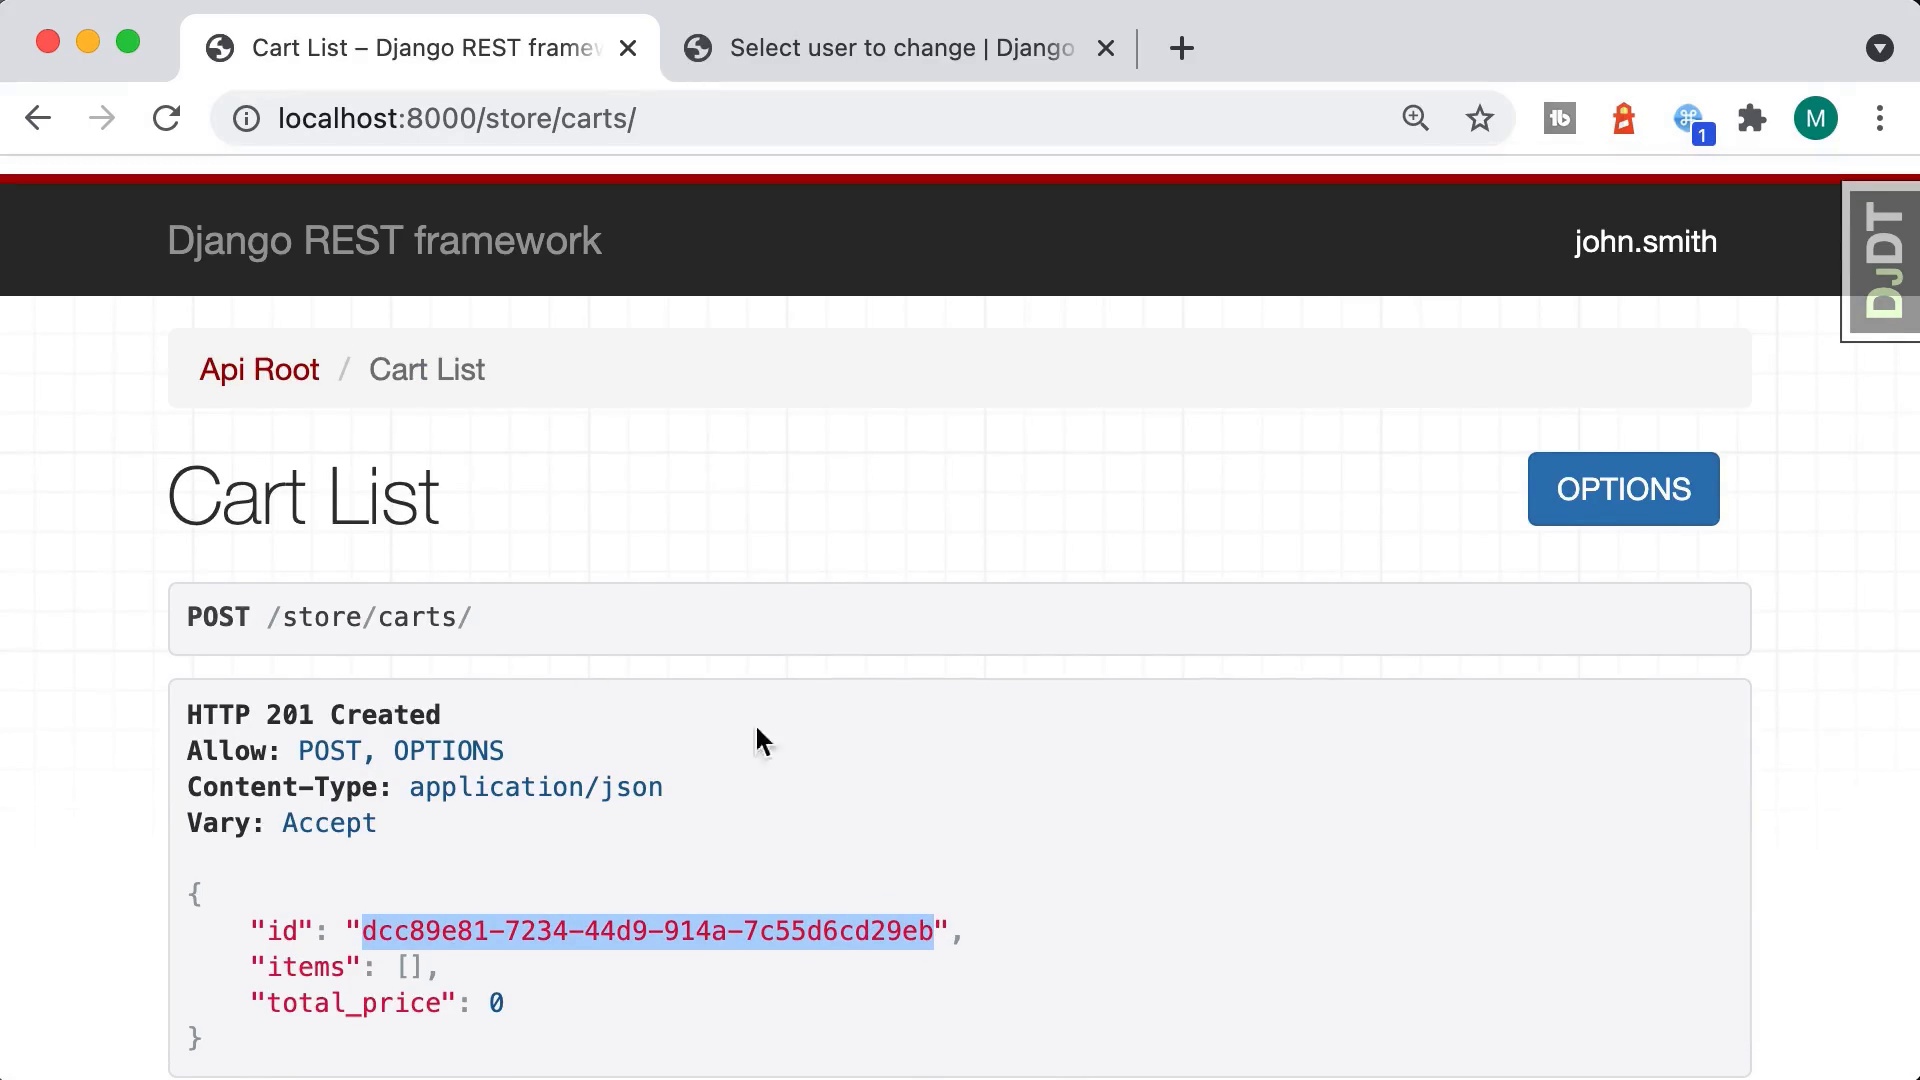 Cart List – Django REST framew
Select user to change | Django
localhost:8000/store/carts/
1
M
Django REST framework
john.smith
DJDT
Api Root / Cart List
Cart List
OPTIONS
POST /store/carts/
HTTP 201 Created
Allow: POST, OPTIONS
Content-Type: application/json
Vary: Accept
{
"id": "dcc89e81-7234-44d9-914a-7c55d6cd29eb",
"items": [],
"total_price": 0
}